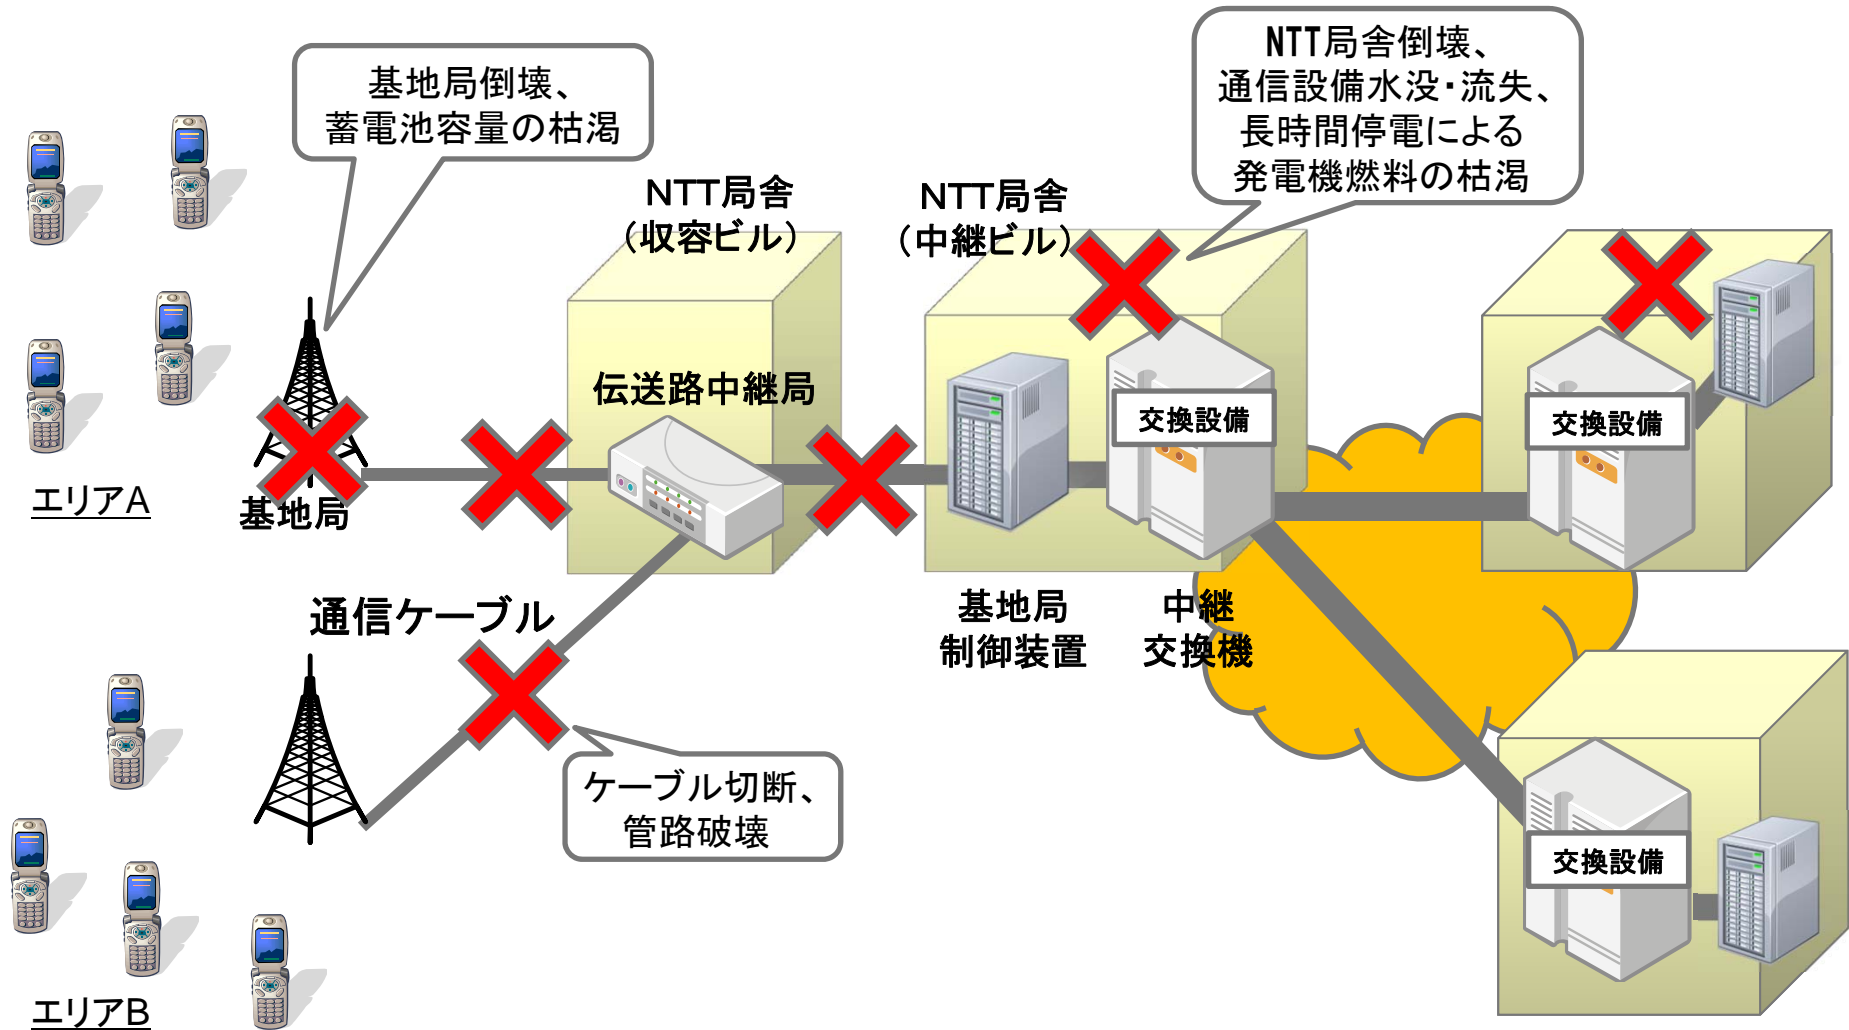 基地局倒壊、
蓄電池容量の枯渇
NTT局舎倒壊、
通信設備水没・流失、
長時間停電による
発電機燃料の枯渇
NTT局舎
（収容ビル）
NTT局舎
（中継ビル）
伝送路中継局
交換設備
交換設備
エリアA
基地局
通信ケーブル
基地局
制御装置
中継
交換機
ケーブル切断、
管路破壊
交換設備
エリアB